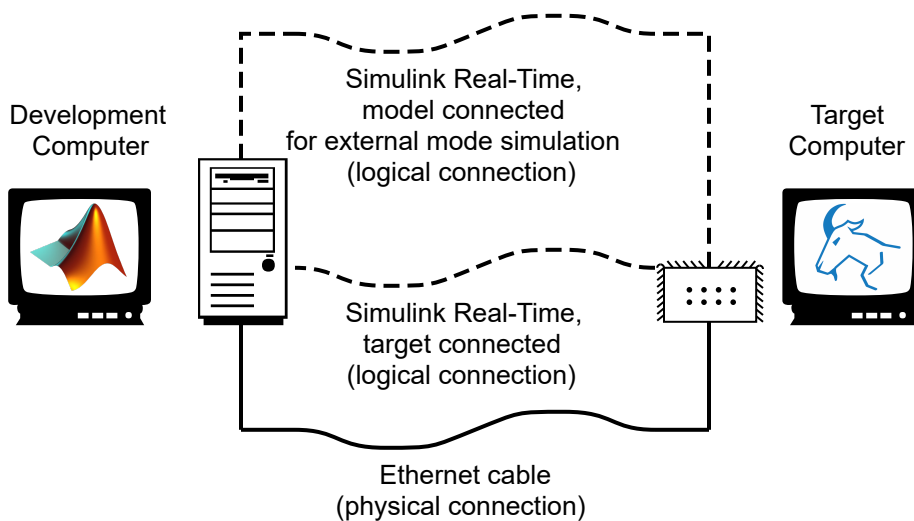 Simulink Real-Time,
model connected
for external mode simulation
(logical connection)
Development
Computer
Target
Computer
Simulink Real-Time,
target connected
(logical connection)
Ethernet cable
(physical connection)